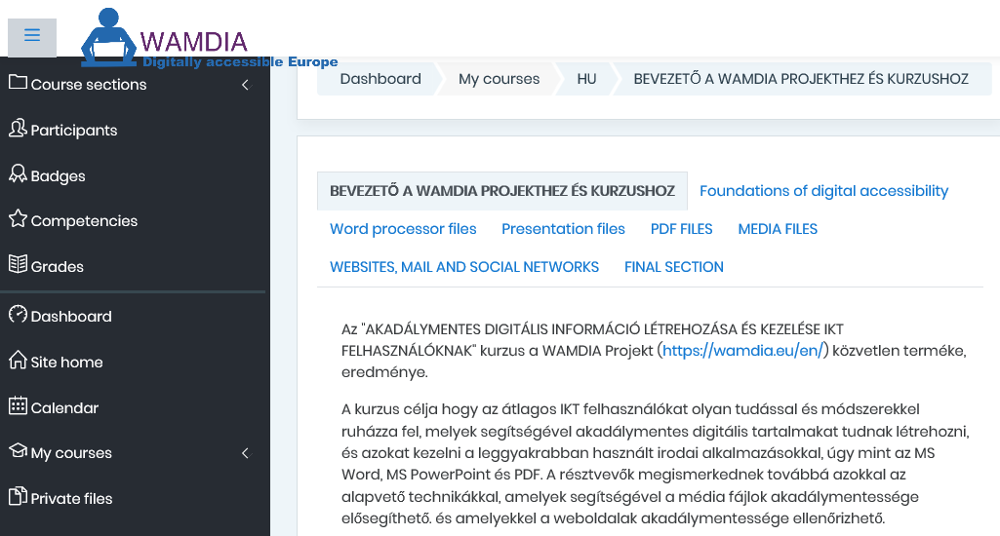 WAMDIA
Digitally accessible Europe
Course sections
Participants
Badges
Competencies
Grades
Dashboard
Site home
Calendar
My courses
Private files
Dashboard My courses HU BEVEZETŐ A WAMDIA PROJEKTHEZ ÉS KURZUSHOZ
BEVEZETŐ A WAMDIA PROJEKTHEZ ÉS KURZUSHOZ Foundations of digital accessibility
Word processor files Presentation files PDF FILES MEDIA FILES
WEBSITES, MAIL AND SOCIAL NETWORKS FINAL SECTION
Az "AKADÁLYMENTES DIGITÁLIS INFORMÁCIÓ LÉTREHOZÁSA ÉS KEZELÉSE IKT
FELHASZNÁLÓKNAK" kurzus a WAMDIA Projekt (https://wamdia.eu/en/) közvetlen terméke,
eredménye.
A kurzus célja hogy az átlagos IKT felhasználókat olyan tudással és módszerekkel
ruházza fel, melyek segítségével akadálymentes digitális tartalmakat tudnak létrehozni,
és azokat kezelni a leggyakrabban használt irodai alkalmazásokkal, úgy mint az MS
Word, MS PowerPoint és PDF. A résztvevők megismerkednek továbbá azokkal az
alapvető technikákkal, amelyek segítségével a média fájlok akadálymentessége
elősegíthető. és amelyekkel a weboldalak akadálymentessége ellenőrizhető.